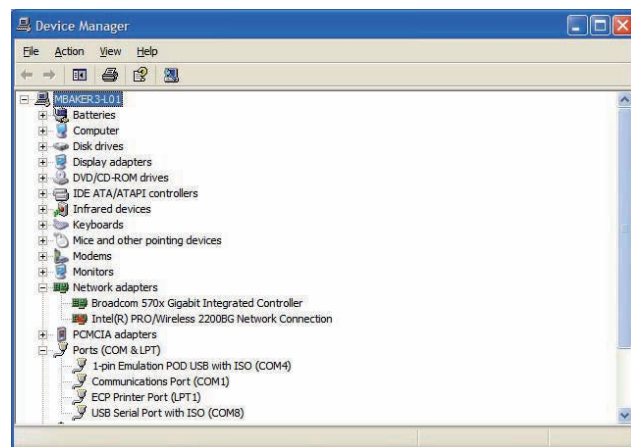 Device Manager
File Action View Help
MBAKER3-L01
Batteries
Computer
Disk drives
Display adapters
DVD/CD-ROM drives
IDE ATA/ATAPI controllers
Infrared devices
Keyboards
Mice and other pointing devices
Modems
Monitors
Network adapters
Broadcom 570x Gigabit Integrated Controller
Intel(R) PRO/Wireless 2200BG Network Connection
PCMCIA adapters
Ports (COM & LPT)
1-pin Emulation POD USB with ISO (COM4)
Communications Port (COM1)
ECP Printer Port (LPT1)
USB Serial Port with ISO (COM8)